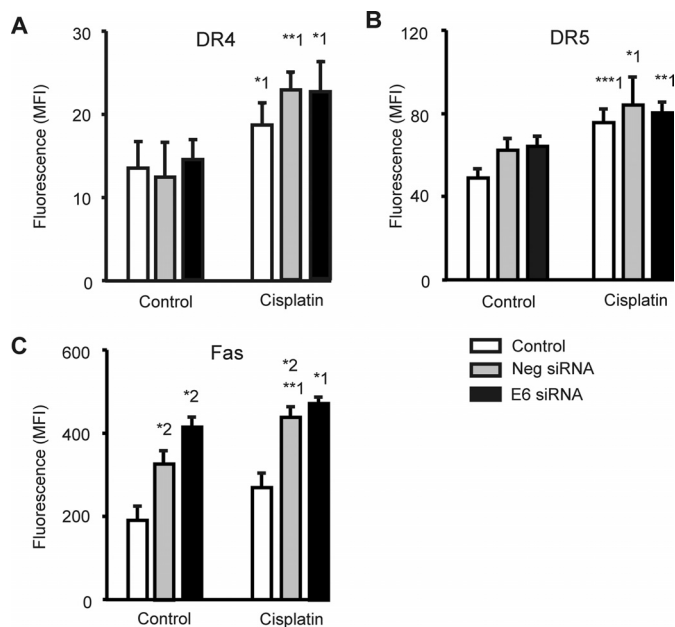 A
DR4
Fluorescence (MFI)
30
20
10
0
*1
**1
*1
Control
Cisplatin
B
DR5
Fluorescence (MFI)
120
80
40
0
***1
*1
**1
Control
Cisplatin
C
Fas
Fluorescence (MFI)
600
400
200
0
*2
*2
*2
**1
*1
Control
Cisplatin
Control
Neg siRNA
E6 siRNA